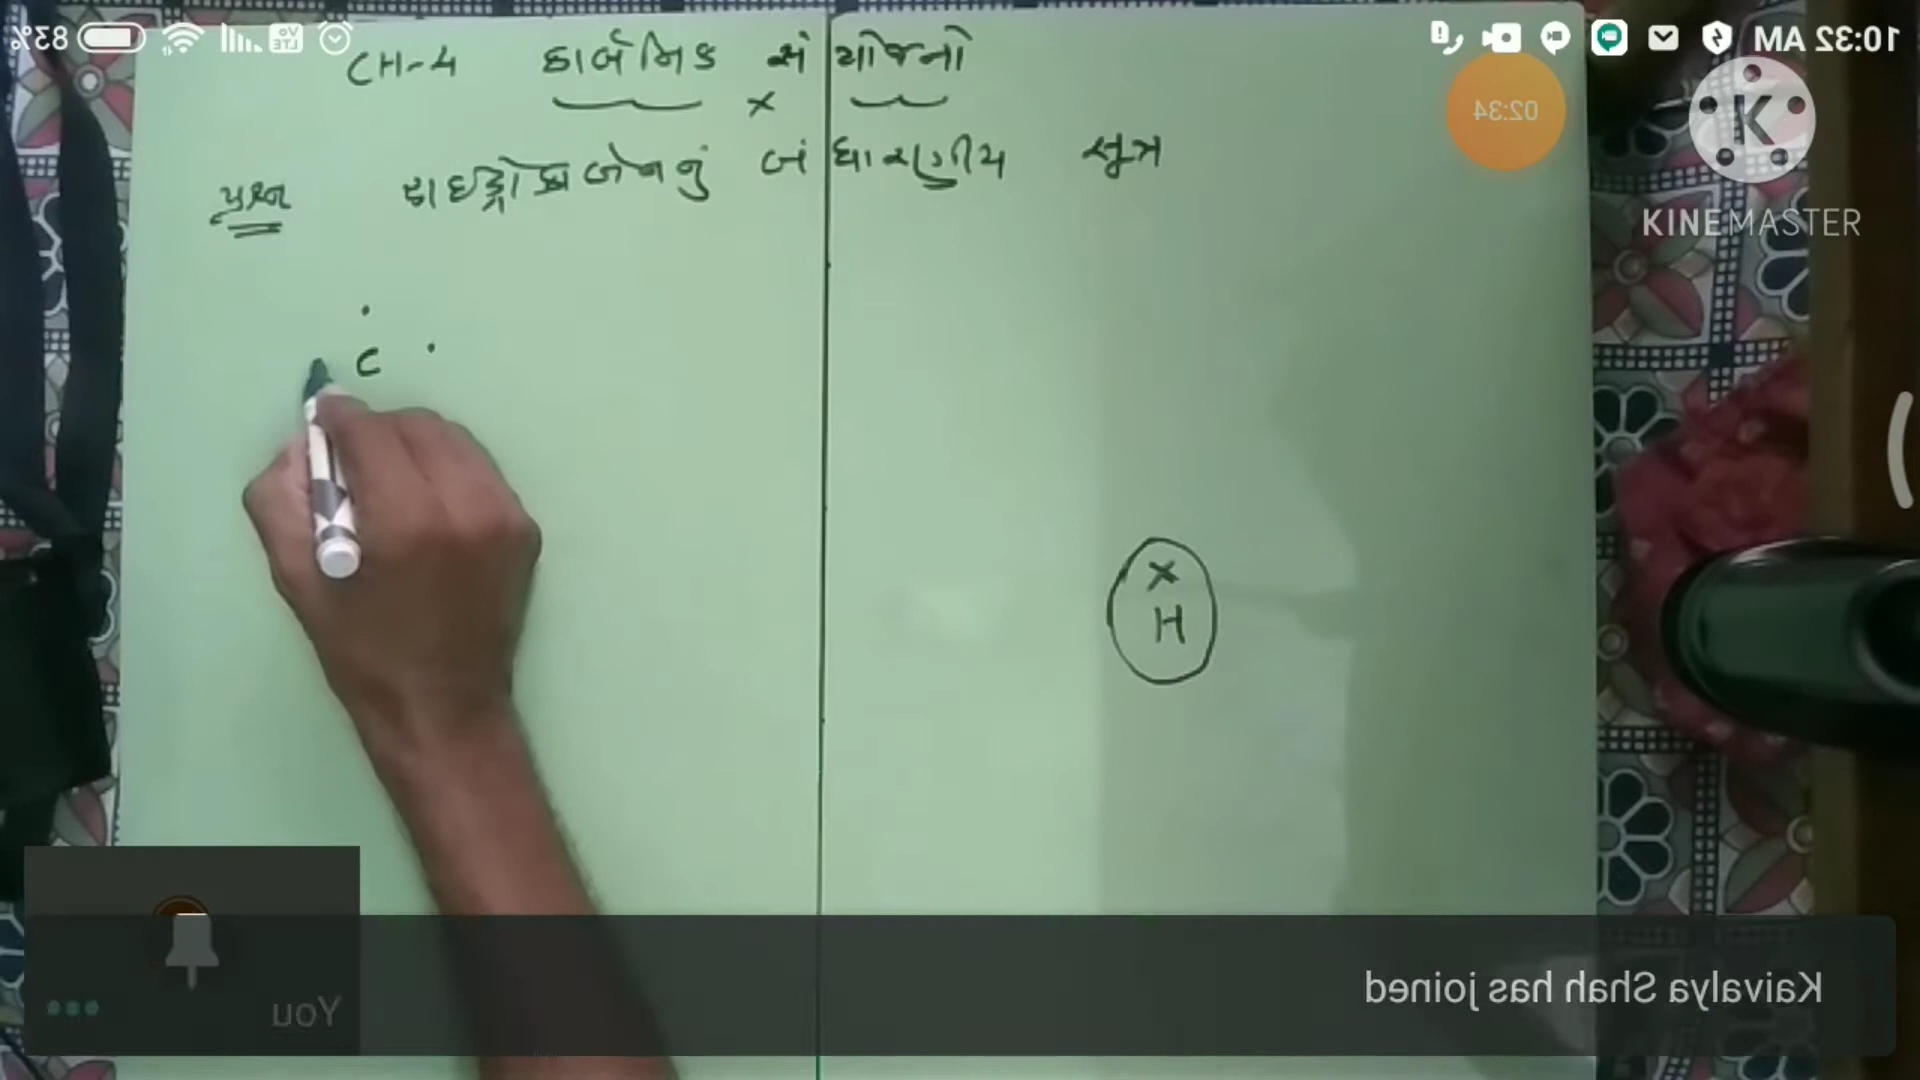 83% 10:32 AM
02:34
K
KINEMASTER
CH-4 કાર્બનિક સંયોજનો
x
પ્રશ્ન હાઇડ્રોકાર્બનનું બંધારણીય સૂત્ર
C
x
H
Kaivalya Shah has joined
You